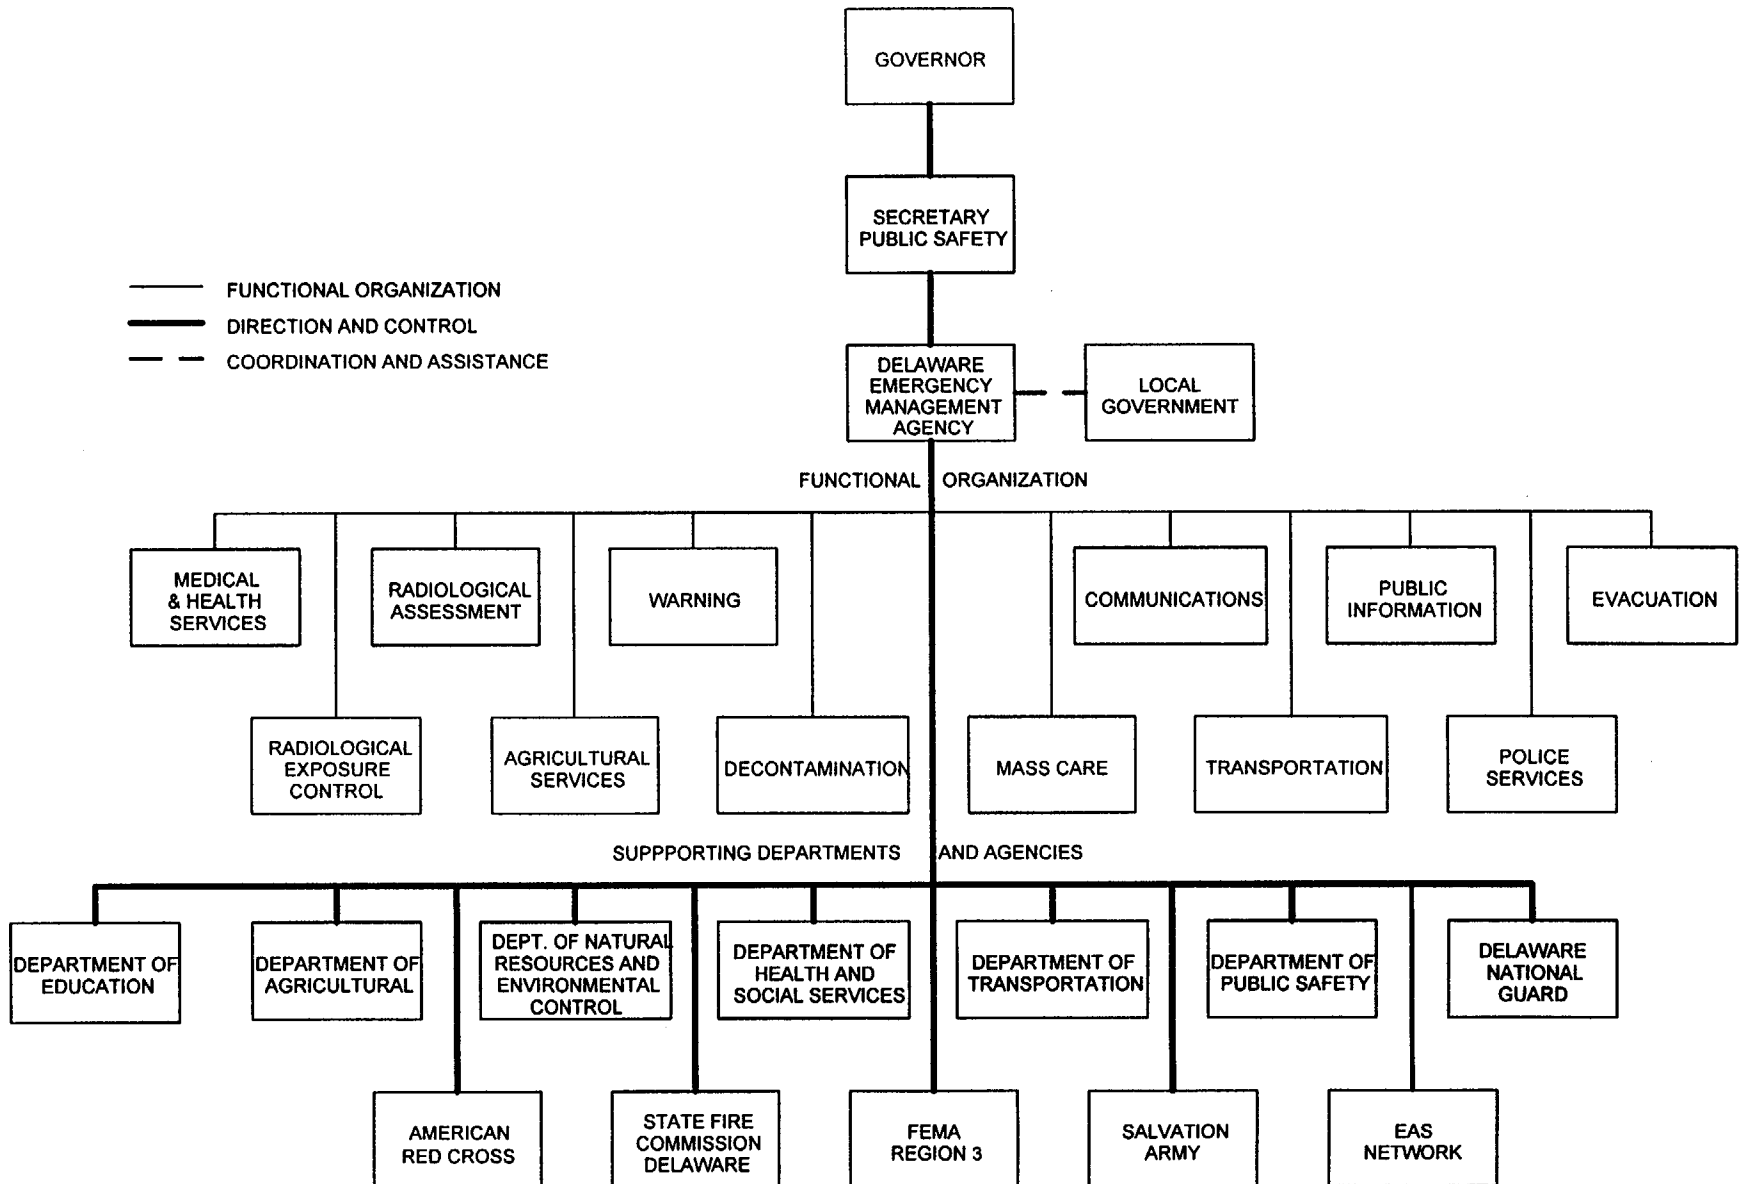 GOVERNOR
SECRETARY
PUBLIC SAFETY
FUNCTIONAL ORGANIZATION
DIRECTION AND CONTROL
COORDINATION AND ASSISTANCE
DELAWARE
EMERGENCY
MANAGEMENT
AGENCY
LOCAL
GOVERNMENT
FUNCTIONAL ORGANIZATION
MEDICAL
& HEALTH
SERVICES
RADIOLOGICAL
ASSESSMENT
WARNING
COMMUNICATIONS
PUBLIC
INFORMATION
EVACUATION
RADIOLOGICAL
EXPOSURE
CONTROL
AGRICULTURAL
SERVICES
DECONTAMINATION
MASS CARE
TRANSPORTATION
POLICE
SERVICES
SUPPPORTING DEPARTMENTS AND AGENCIES
DEPARTMENT OF
EDUCATION
DEPARTMENT OF
AGRICULTURAL
DEPT. OF NATURAL
RESOURCES AND
ENVIRONMENTAL
CONTROL
DEPARTMENT OF
HEALTH AND
SOCIAL SERVICES
DEPARTMENT OF
TRANSPORTATION
DEPARTMENT OF
PUBLIC SAFETY
DELAWARE
NATIONAL
GUARD
AMERICAN
RED CROSS
STATE FIRE
COMMISSION
DELAWARE
FEMA
REGION 3
SALVATION
ARMY
EAS
NETWORK